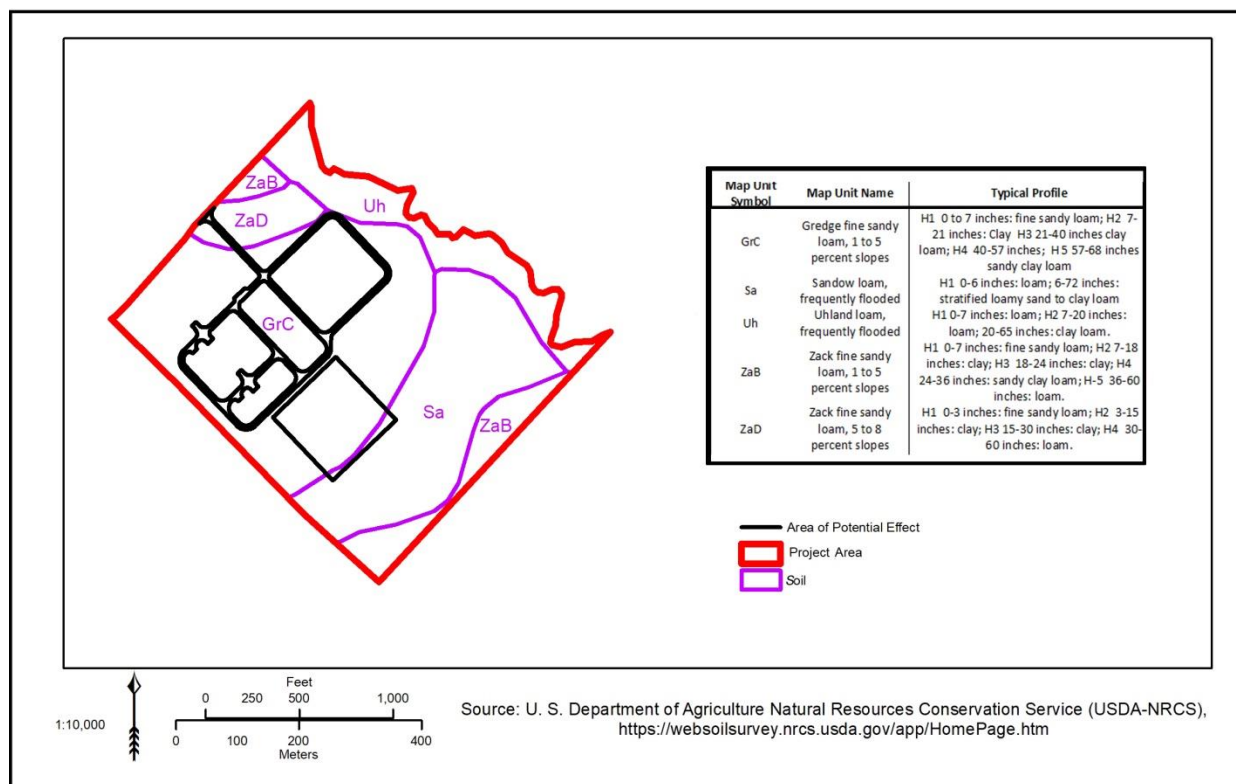 ZaB
ZaD
Uh
GrC
Sa
ZaB
Map Unit Symbol
Map Unit Name
Typical Profile
GrC
Gredge fine sandy
loam, 1 to 5
percent slopes
H1 0 to 7 inches: fine sandy loam; H2 7-
21 inches: Clay H3 21-40 inches clay
loam; H4 40-57 inches; H5 57-68 inches
sandy clay loam
Sa
Sandow loam,
frequently flooded
H1 0-6 inches: loam; 6-72 inches:
stratified loamy sand to clay loam
Uh
Uhland loam,
frequently flooded
H1 0-7 inches: loam; H2 7-20 inches:
loam; 20-65 inches: clay loam.
ZaB
Zack fine sandy
loam, 1 to 5
percent slopes
H1 0-7 inches: fine sandy loam; H2 7-18
inches: clay; H3 18-24 inches: clay; H4
24-36 inches: sandy clay loam; H-5 36-60
inches: loam.
ZaD
Zack fine sandy
loam, 5 to 8
percent slopes
H1 0-3 inches: fine sandy loam; H2 3-15
inches: clay; H3 15-30 inches: clay; H4 30-
60 inches: loam.
Area of Potential Effect
Project Area
Soil
1:10,000
Feet
0 250 500 1,000
0 100 200 400
Meters
Source: U. S. Department of Agriculture Natural Resources Conservation Service (USDA-NRCS),
https://websoilsurvey.nrcs.usda.gov/app/HomePage.htm